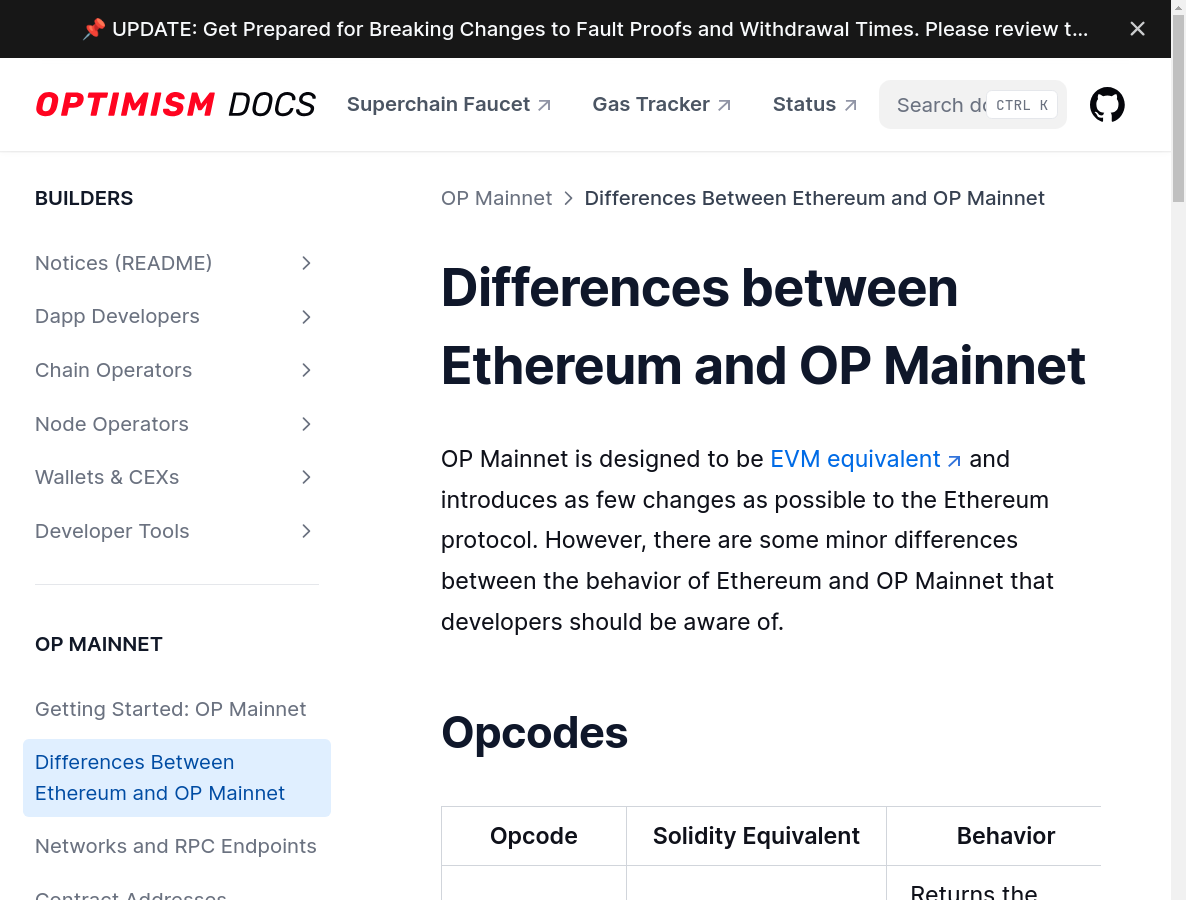 📌 UPDATE: Get Prepared for Breaking Changes to Fault Proofs and Withdrawal Times. Please review t...
OPTIMISM DOCS
Superchain Faucet
Gas Tracker
Status
Search do
CTRL K
BUILDERS
Notices (README)
Dapp Developers
Chain Operators
Node Operators
Wallets & CEXs
Developer Tools
OP MAINNET
Getting Started: OP Mainnet
Differences Between
Ethereum and OP Mainnet
Networks and RPC Endpoints
Contract Addresses
OP Mainnet > Differences Between Ethereum and OP Mainnet
Differences between
Ethereum and OP Mainnet
OP Mainnet is designed to be EVM equivalent and
introduces as few changes as possible to the Ethereum
protocol. However, there are some minor differences
between the behavior of Ethereum and OP Mainnet that
developers should be aware of.
Opcodes
Opcode Solidity Equivalent Behavior
Returns the